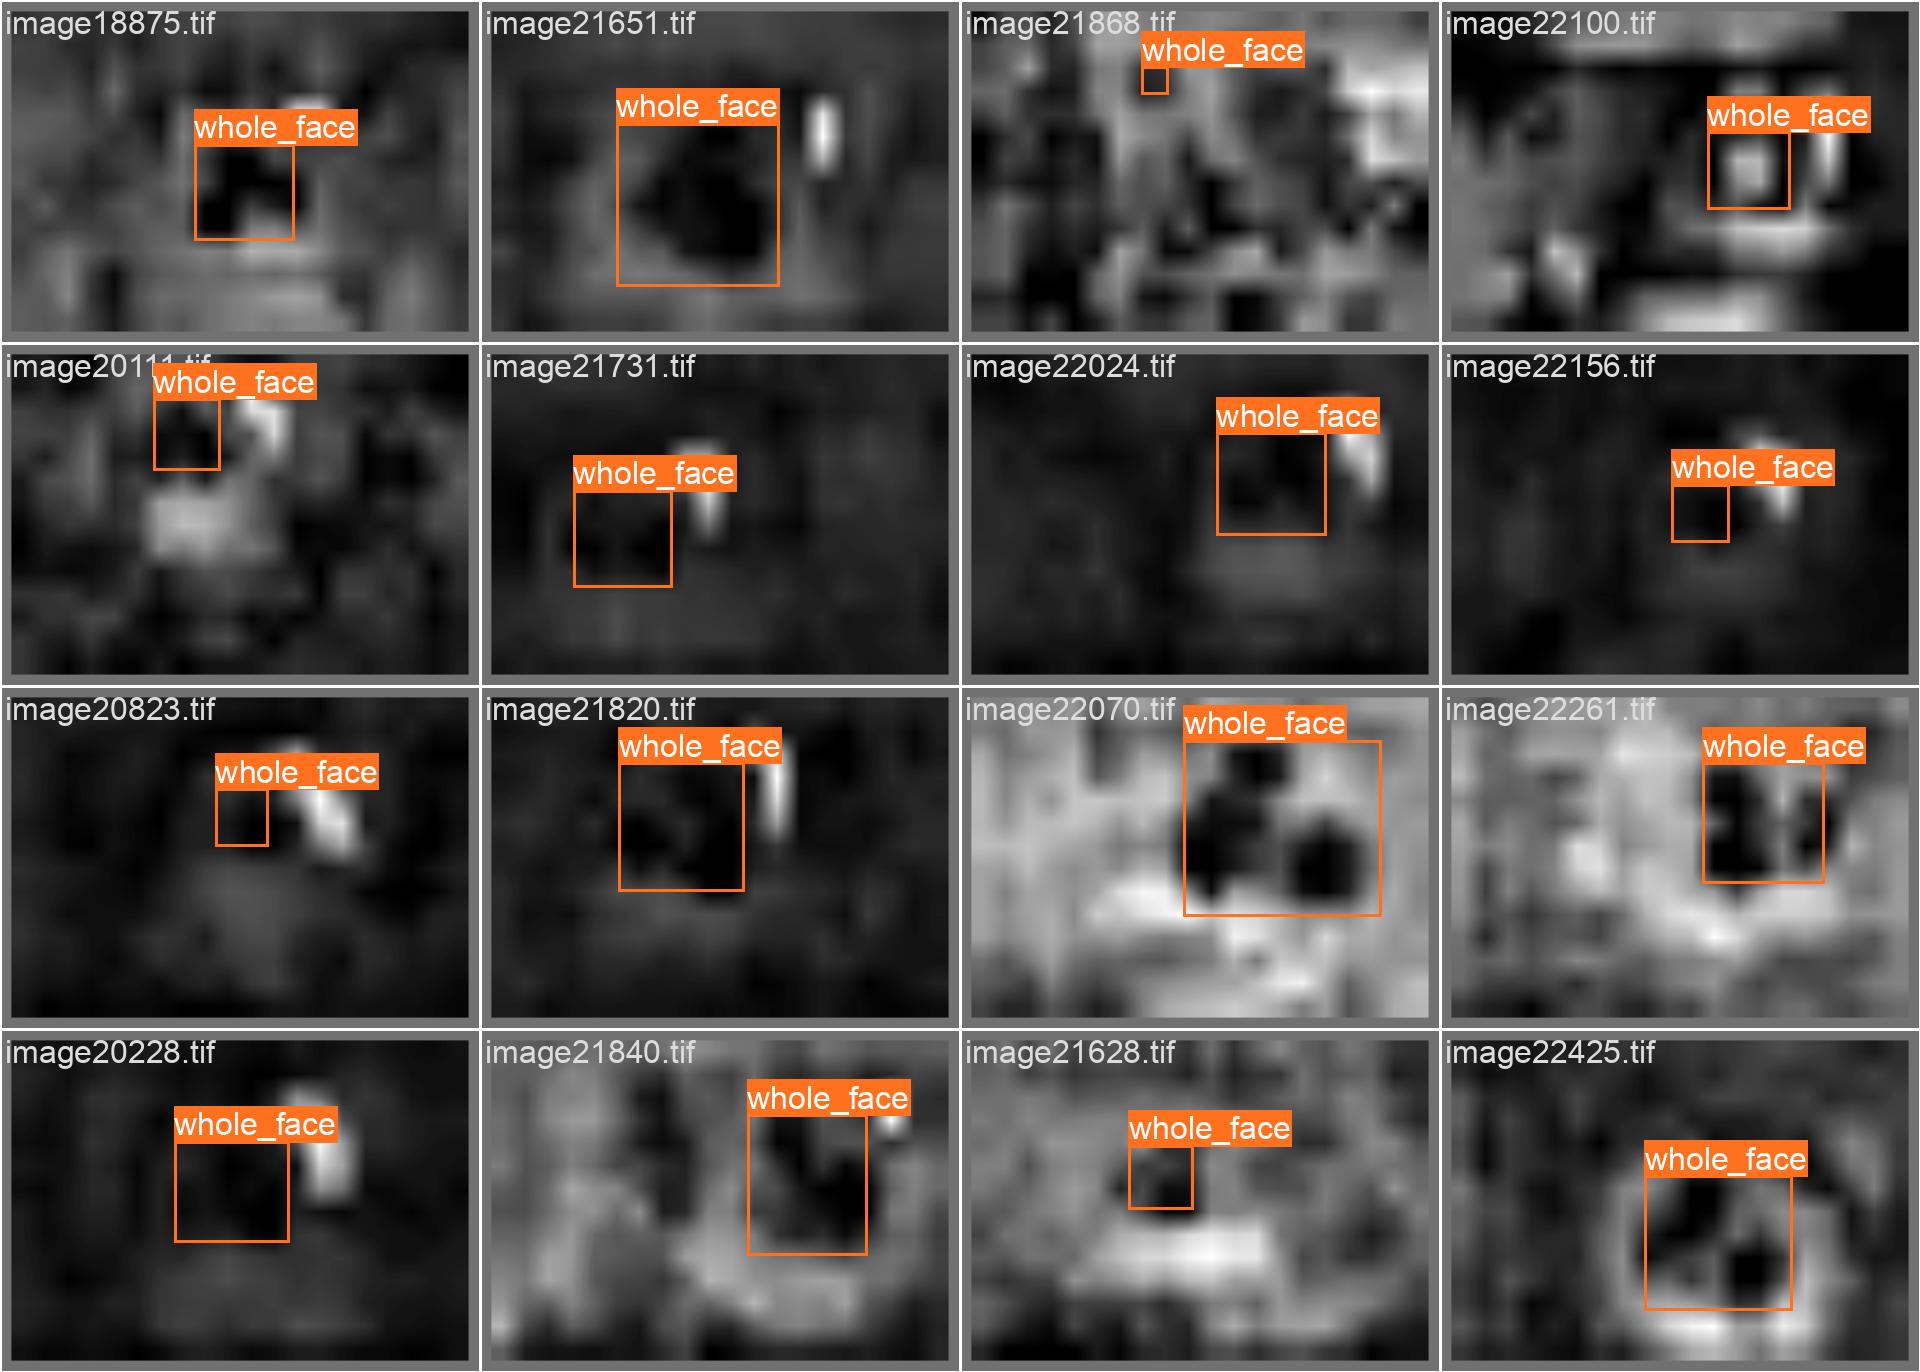 image18875.tif
whole_face
image21651.tif
whole_face
image21868.tif
whole_face
image22100.tif
whole_face
image20111.tif
whole_face
image21731.tif
whole_face
image22024.tif
whole_face
image22156.tif
whole_face
image20823.tif
whole_face
image21820.tif
whole_face
image22070.tif
whole_face
image22261.tif
whole_face
image20228.tif
whole_face
image21840.tif
whole_face
image21628.tif
whole_face
image22425.tif
whole_face